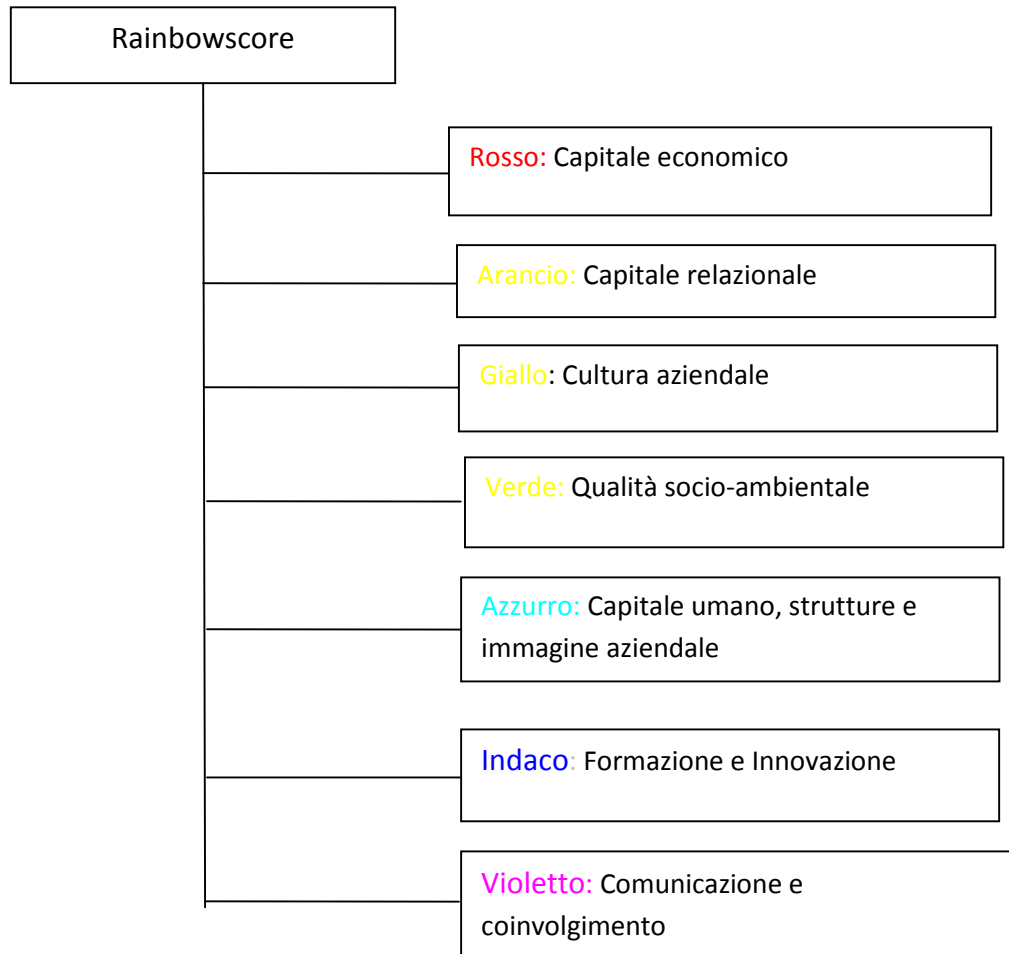 Rainbowscore
Rosso: Capitale economico
Arancio: Capitale relazionale
Giallo: Cultura aziendale
Verde: Qualità socio-ambientale
Azzurro: Capitale umano, strutture e
immagine aziendale
Indaco: Formazione e Innovazione
Violetto: Comunicazione e
coinvolgimento